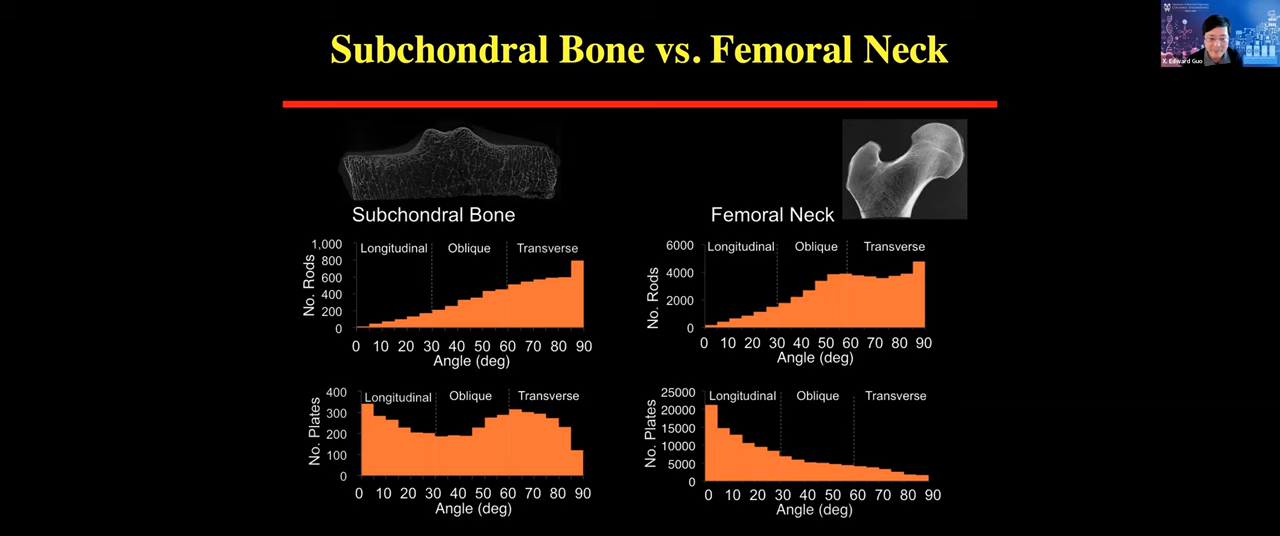 Subchondral Bone vs. Femoral Neck
X. Edward Guo
Subchondral Bone
Femoral Neck
No. Rods
1,000
800
600
400
200
0
Longitudinal
Oblique
Transverse
0 10 20 30 40 50 60 70 80 90
Angle (deg)
No. Rods
6000
4000
2000
0
Longitudinal
Oblique
Transverse
0 10 20 30 40 50 60 70 80 90
Angle (deg)
No. Plates
400
300
200
100
0
Longitudinal
Oblique
Transverse
0 10 20 30 40 50 60 70 80 90
Angle (deg)
No. Plates
25000
20000
15000
10000
5000
0
Longitudinal
Oblique
Transverse
0 10 20 30 40 50 60 70 80 90
Angle (deg)